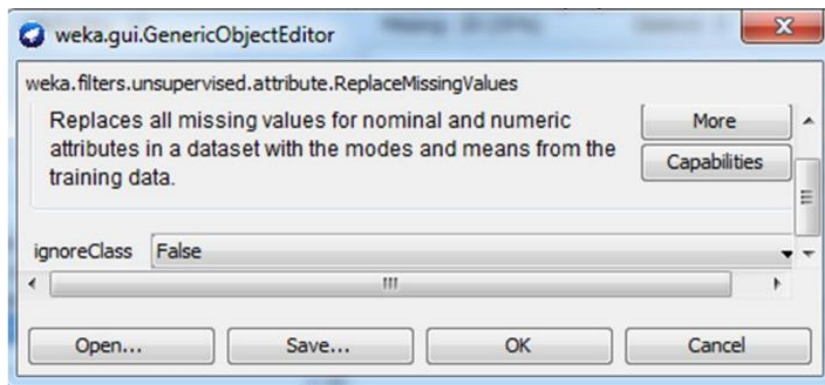 weka.gui.GenericObjectEditor
weka.filters.unsupervised.attribute.ReplaceMissingValues
Replaces all missing values for nominal and numeric
attributes in a dataset with the modes and means from the
training data.
More
Capabilities
ignoreClass False
Open... Save... OK Cancel